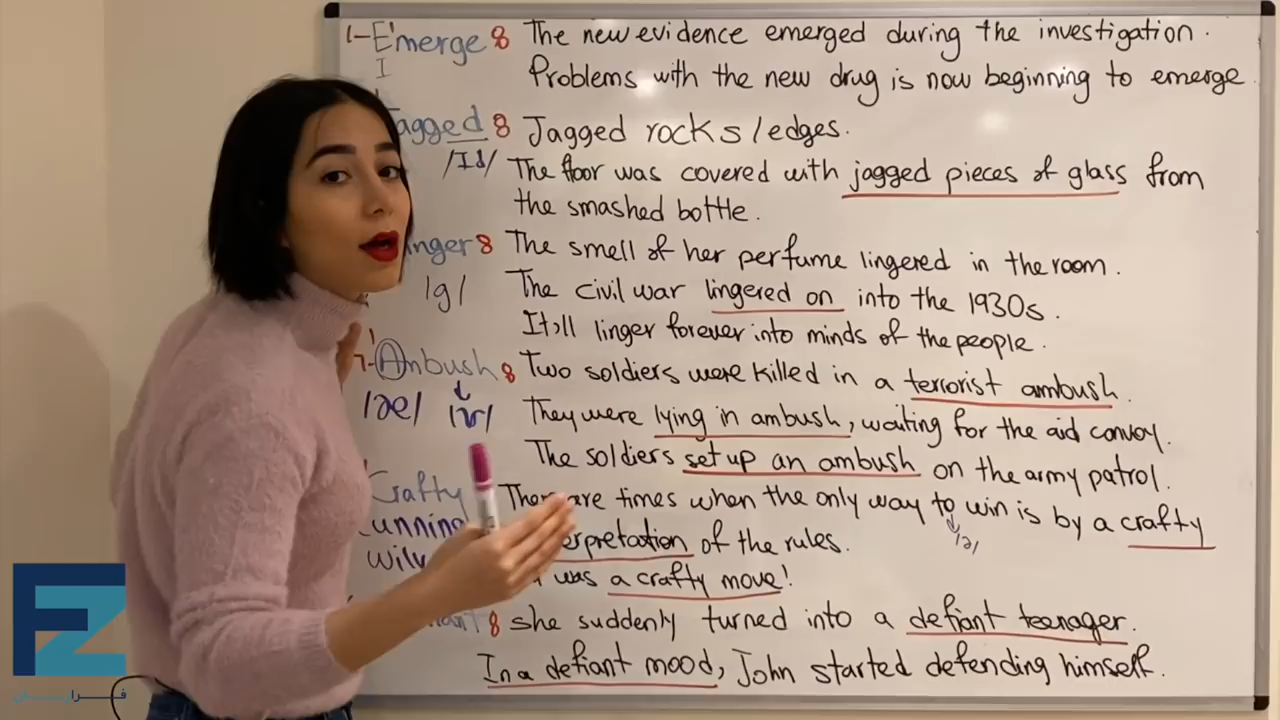 1- Emerge 8 The new evidence emerged during the investigation.
I Problems with the new drug is now beginning to emerge
agged 8 Jagged rocks/edges.
/Id/ The floor was covered with jagged pieces of glass from
the smashed bottle.
inger 8 The smell of her perfume lingered in the room.
/g/ The civil war lingered on into the 1930s.
It'll linger forever into minds of the people.
Ambush 8 Two soldiers were killed in a terrorist ambush.
/æ/ /ʊ/ They were lying in ambush, waiting for the aid convoy.
The soldiers set up an ambush on the army patrol.
Crafty There are times when the only way to win is by a crafty
/ə/
unning erpretation of the rules.
wily was a crafty move!
8 she suddenly turned into a defiant teenager.
In a defiant mood, John started defending himself.
FZ